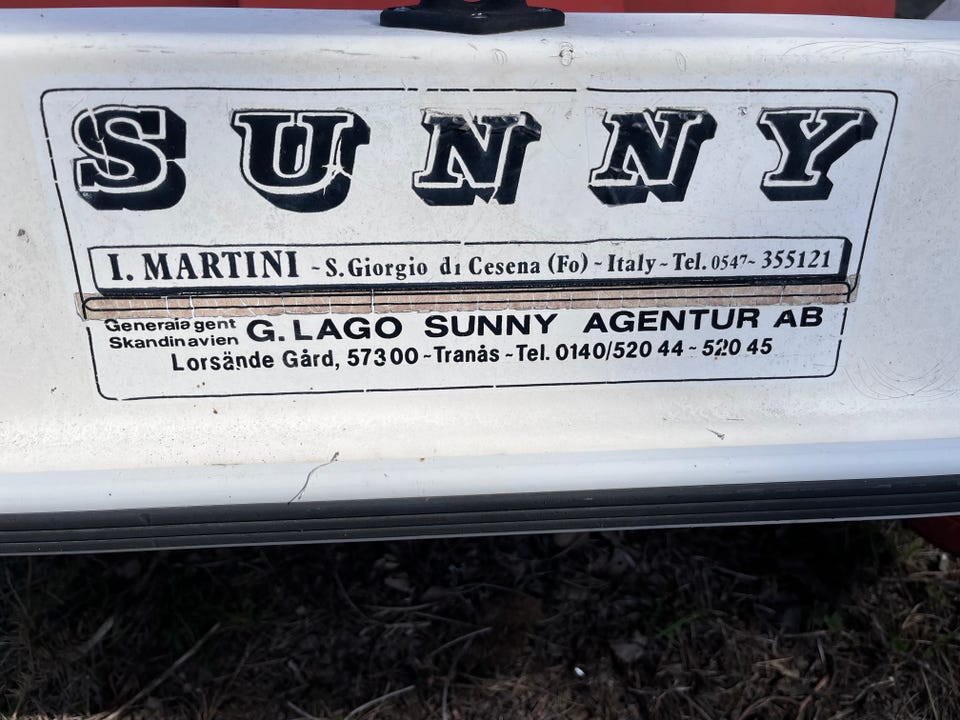 SUNNY
I. MARTINI ~ S. Giorgio di Cesena (Fo) ~ Italy ~ Tel. 0547~ 355121
Generalagent G. LAGO SUNNY AGENTUR AB
Skandinavien
Lorsände Gård, 57300 ~ Tranås ~ Tel. 0140/520 44 ~ 520 45